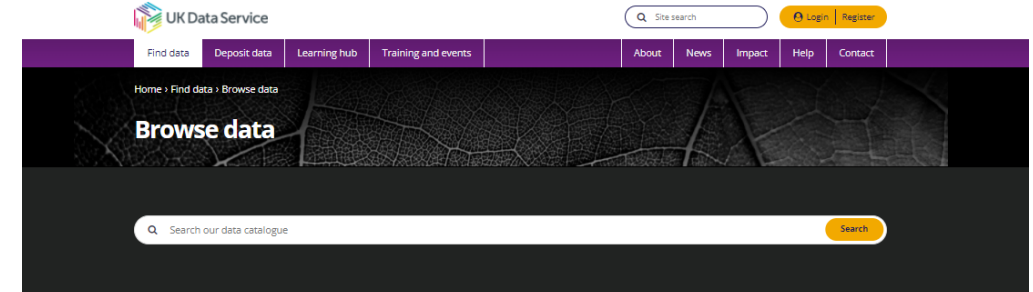 UK Data Service
Site search
Login | Register
Find data
Deposit data
Learning hub
Training and events
About
News
Impact
Help
Contact
Home › Find data › Browse data
Browse data
Search our data catalogue
Search